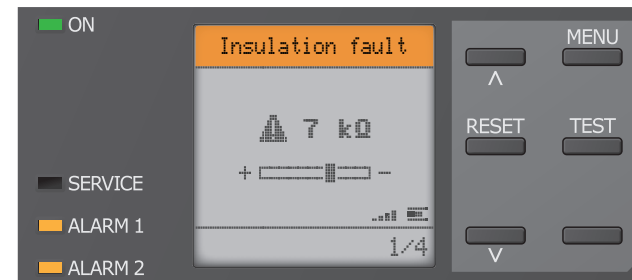 ON
Insulation fault
7 kΩ
+ -
1/4
SERVICE
ALARM 1
ALARM 2
MENU
∧
RESET TEST
∨